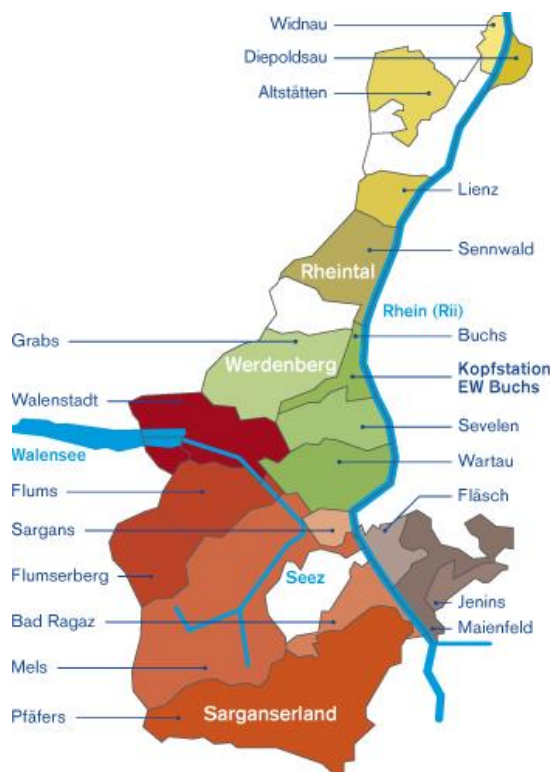 Widnau
Diepoldsau
Altstätten
Lienz
Sennwald
Rheintal
Rhein (Rii)
Grabs
Buchs
Werdenberg
Kopfstation
EW Buchs
Walenstadt
Sevelen
Walensee
Wartau
Flums
Fläsch
Sargans
Flumserberg
Seez
Jenins
Bad Ragaz
Maienfeld
Mels
Pfäfers
Sarganserland